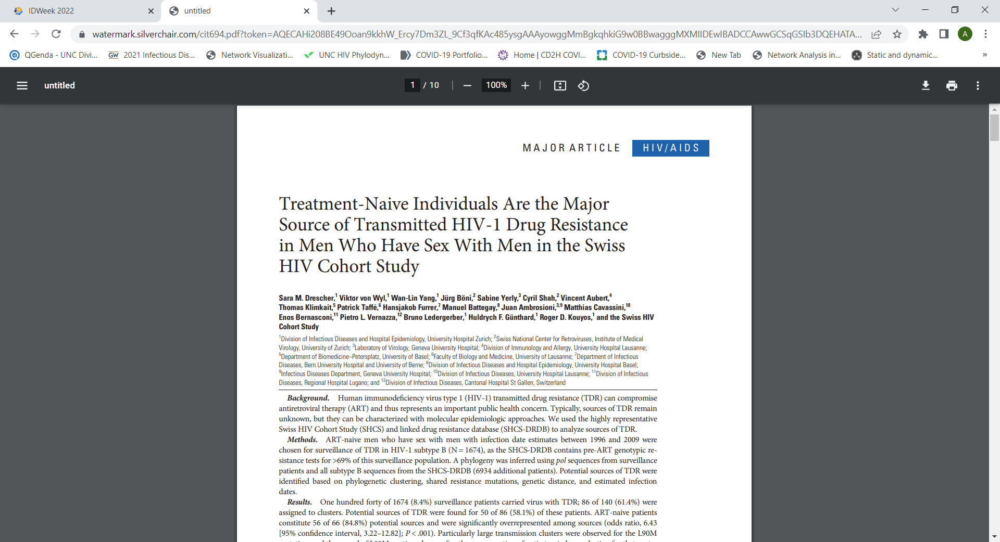 IDWeek 2022
untitled
watermark.silverchair.com/cit694.pdf?token=AQECAHi208BE49Ooan9kkhW_Ercy7Dm3ZL_9Cf3qfKAc485ysgAAAyowggMmBgkqhkiG9w0BBwagggMXMIIDEwIBADCCAwwGCSqGSIb3DQEHATA...
A
QGenda - UNC Divi...
GW 2021 Infectious Dis...
Network Visualizati...
UNC HIV Phylodyn...
COVID-19 Portfolio...
Home | CD2H COVI...
COVID-19 Curbside...
New Tab
Network Analysis in...
Static and dynamic...
»
untitled
1 / 10
100%
MAJOR ARTICLE
HIV/AIDS
Treatment-Naive Individuals Are the Major
Source of Transmitted HIV-1 Drug Resistance
in Men Who Have Sex With Men in the Swiss
HIV Cohort Study
Sara M. Drescher,1 Viktor von Wyl,1 Wan-Lin Yang,1 Jürg Böni,2 Sabine Yerly,3 Cyril Shah,2 Vincent Aubert,4
Thomas Klimkait,5 Patrick Taffé,6 Hansjakob Furrer,7 Manuel Battegay,8 Juan Ambrosioni,3,9 Matthias Cavassini,10
Enos Bernasconi,11 Pietro L. Vernazza,12 Bruno Ledergerber,1 Huldrych F. Günthard,1 Roger D. Kouyos,1 and the Swiss HIV
Cohort Study
1Division of Infectious Diseases and Hospital Epidemiology, University Hospital Zurich; 2Swiss National Center for Retroviruses, Institute of Medical
Virology, University of Zurich; 3Laboratory of Virology, Geneva University Hospital; 4Division of Immunology and Allergy, University Hospital Lausanne;
5Department of Biomedicine–Petersplatz, University of Basel; 6Faculty of Biology and Medicine, University of Lausanne; 7Department of Infectious
Diseases, Bern University Hospital and University of Berne; 8Division of Infectious Diseases and Hospital Epidemiology, University Hospital Basel;
9Infectious Diseases Department, Geneva University Hospital; 10Division of Infectious Diseases, University Hospital Lausanne; 11Division of Infectious
Diseases, Regional Hospital Lugano; and 12Division of Infectious Diseases, Cantonal Hospital St Gallen, Switzerland
Background. Human immunodeficiency virus type 1 (HIV-1) transmitted drug resistance (TDR) can compromise
antiretroviral therapy (ART) and thus represents an important public health concern. Typically, sources of TDR remain
unknown, but they can be characterized with molecular epidemiologic approaches. We used the highly representative
Swiss HIV Cohort Study (SHCS) and linked drug resistance database (SHCS-DRDB) to analyze sources of TDR.
Methods. ART-naive men who have sex with men with infection date estimates between 1996 and 2009 were
chosen for surveillance of TDR in HIV-1 subtype B (N = 1674), as the SHCS-DRDB contains pre-ART genotypic re-
sistance tests for >69% of this surveillance population. A phylogeny was inferred using pol sequences from surveillance
patients and all subtype B sequences from the SHCS-DRDB (6934 additional patients). Potential sources of TDR were
identified based on phylogenetic clustering, shared resistance mutations, genetic distance, and estimated infection
dates.
Results. One hundred forty of 1674 (8.4%) surveillance patients carried virus with TDR; 86 of 140 (61.4%) were
assigned to clusters. Potential sources of TDR were found for 50 of 86 (58.1%) of these patients. ART-naive patients
constitute 56 of 66 (84.8%) potential sources and were significantly overrepresented among sources (odds ratio, 6.43
[95% confidence interval, 3.22–12.82]; P < .001). Particularly large transmission clusters were observed for the L90M